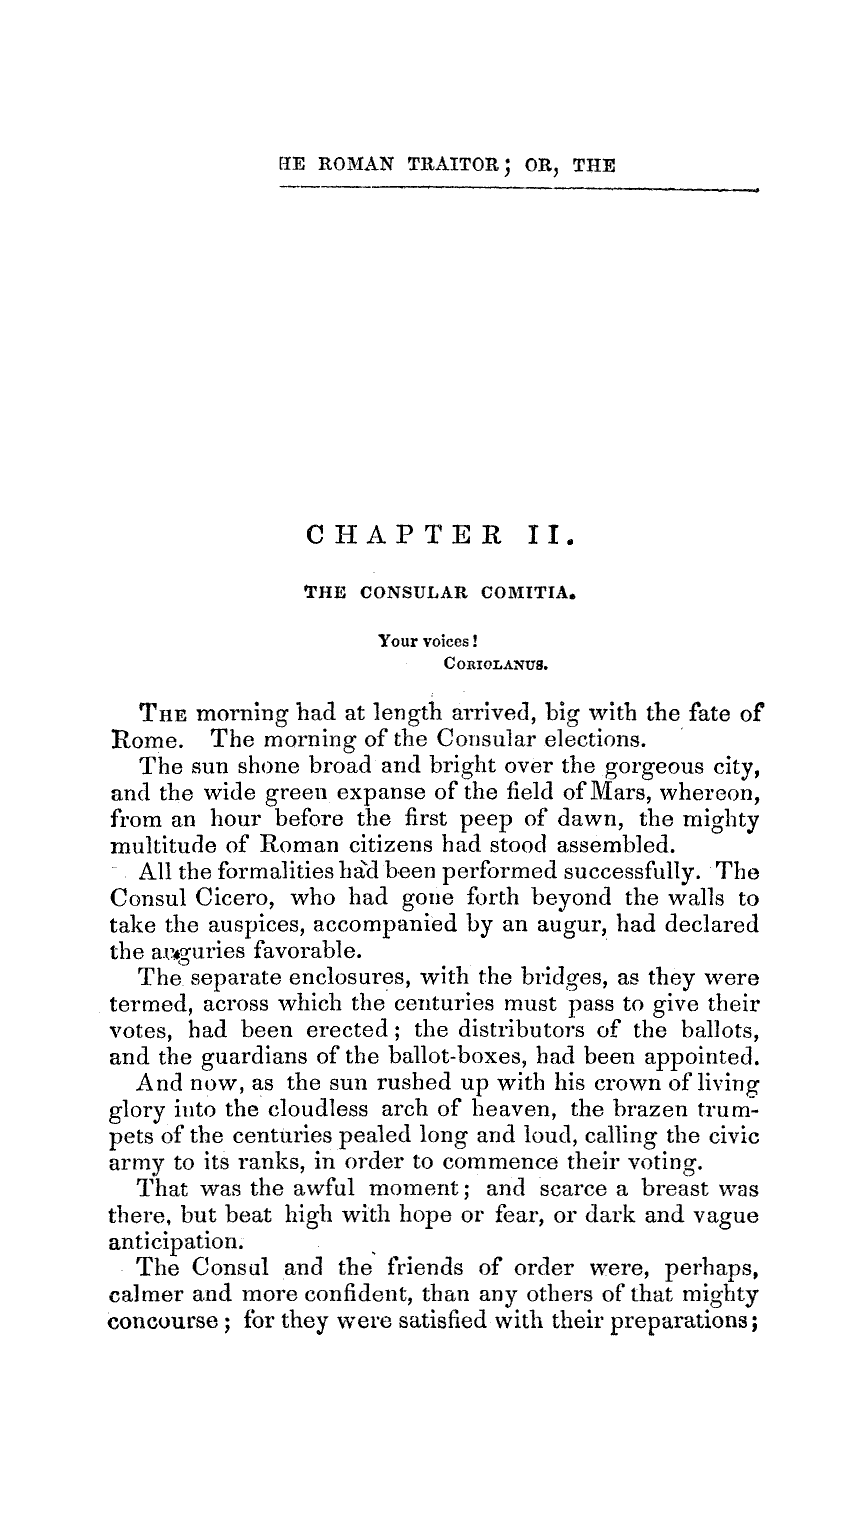 HE ROMAN TRAITOR; OR, THE
CHAPTER II.
THE CONSULAR COMITIA.
Your voices!
CORIOLANUS.
THE morning had at length arrived, big with the fate of
Rome. The morning of the Consular elections.
The sun shone broad and bright over the gorgeous city,
and the wide green expanse of the field of Mars, whereon,
from an hour before the first peep of dawn, the mighty
multitude of Roman citizens had stood assembled.
All the formalities had been performed successfully. The
Consul Cicero, who had gone forth beyond the walls to
take the auspices, accompanied by an augur, had declared
the auguries favorable.
The separate enclosures, with the bridges, as they were
termed, across which the centuries must pass to give their
votes, had been erected; the distributors of the ballots,
and the guardians of the ballot-boxes, had been appointed.
And now, as the sun rushed up with his crown of living
glory into the cloudless arch of heaven, the brazen trum-
pets of the centuries pealed long and loud, calling the civic
army to its ranks, in order to commence their voting.
That was the awful moment; and scarce a breast was
there, but beat high with hope or fear, or dark and vague
anticipation.
The Consul and the friends of order were, perhaps,
calmer and more confident, than any others of that mighty
concourse; for they were satisfied with their preparations;